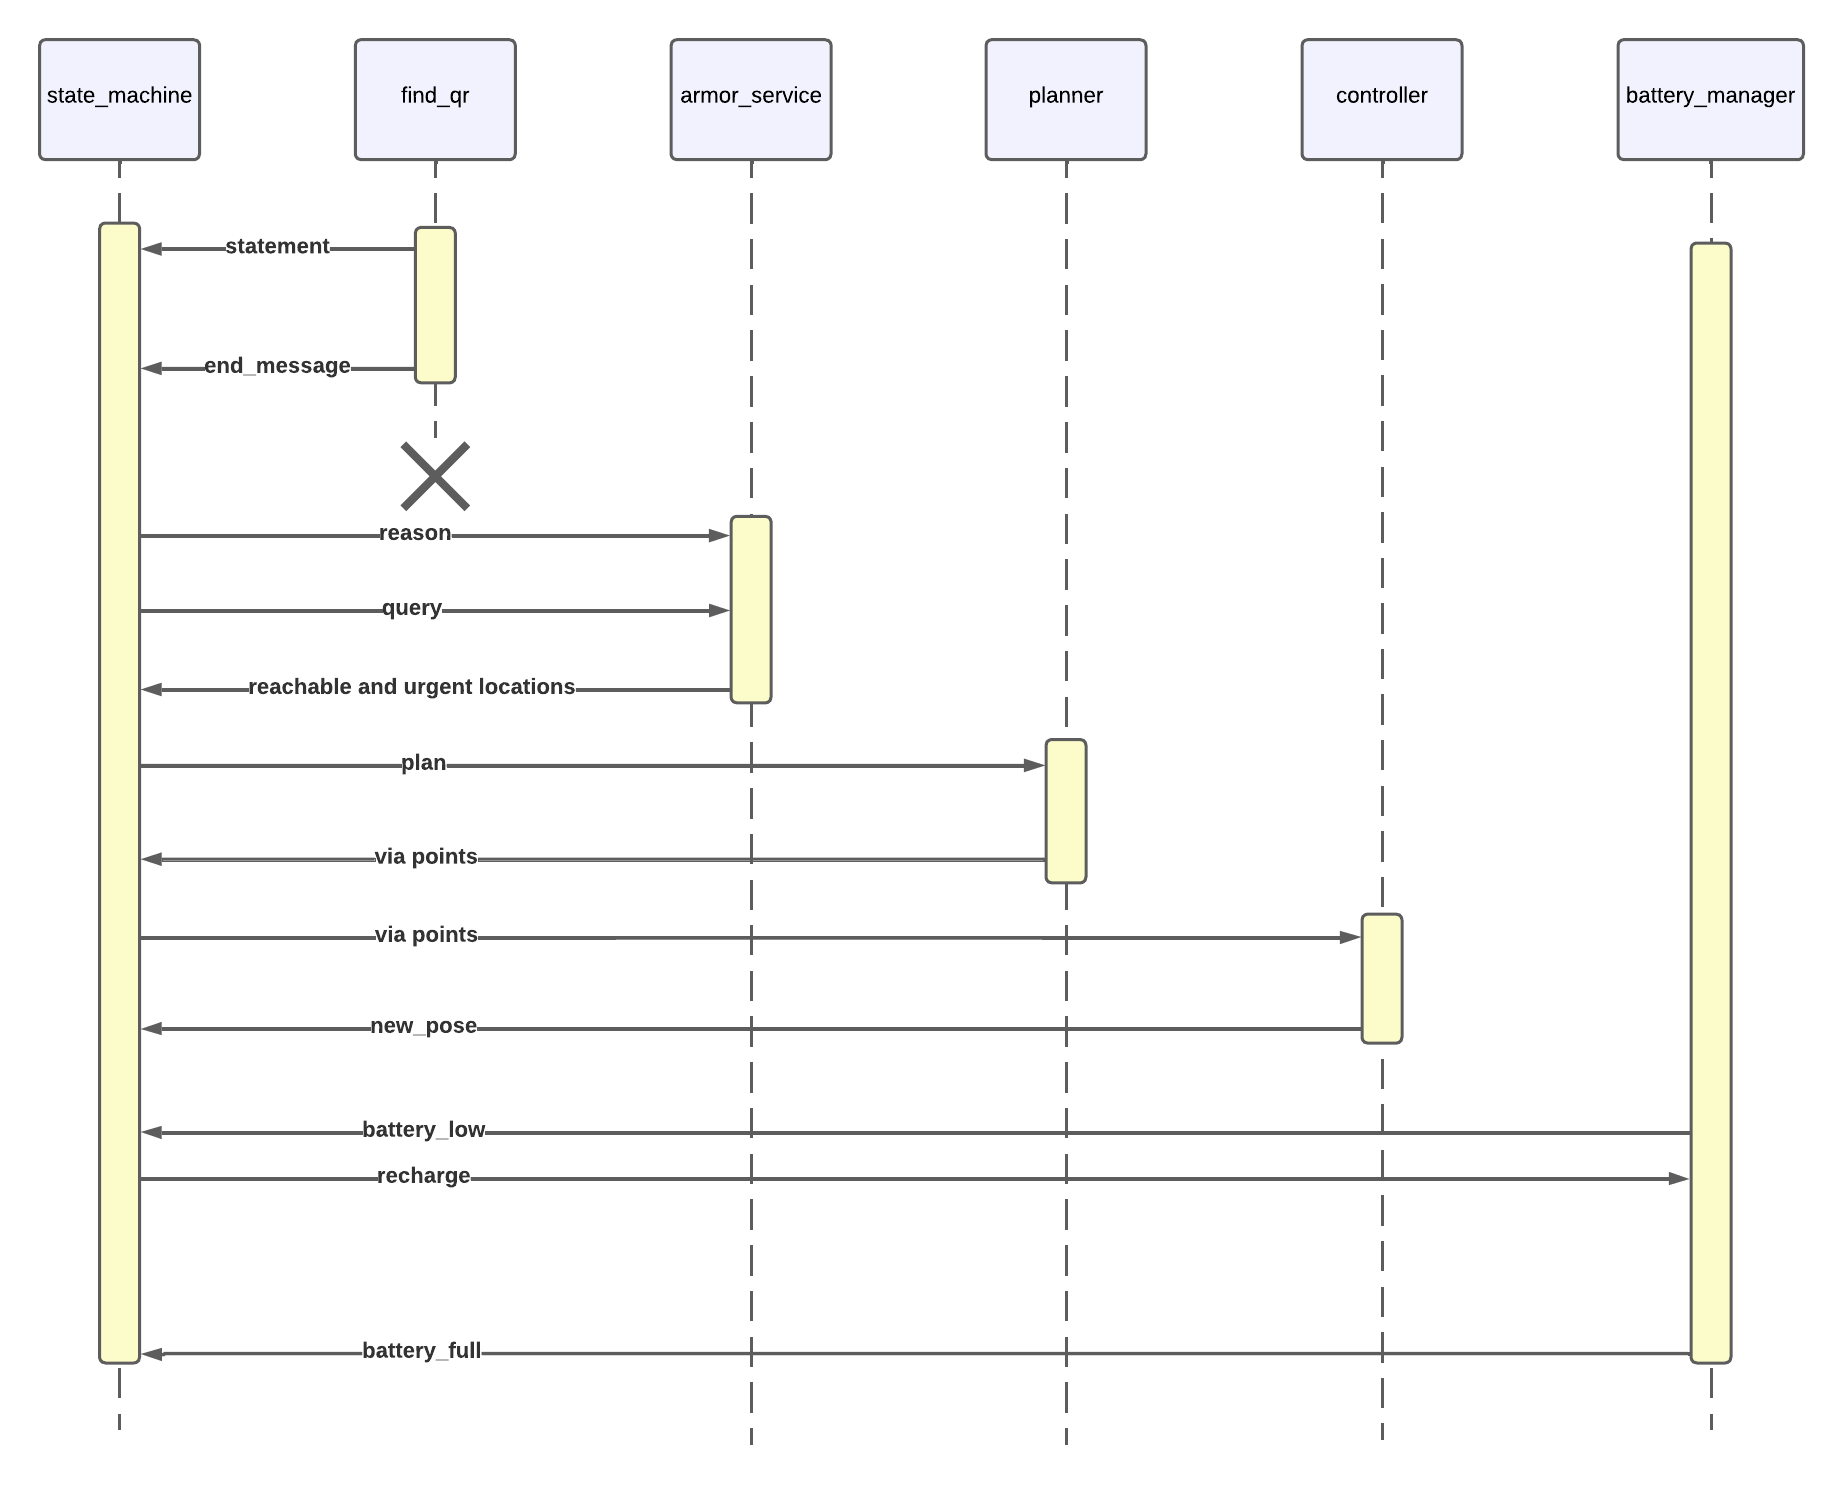 state_machine
find_qr
armor_service
planner
controller
battery_manager
statement
end_message
reason
query
reachable and urgent locations
plan
via points
via points
new_pose
battery_low
recharge
battery_full